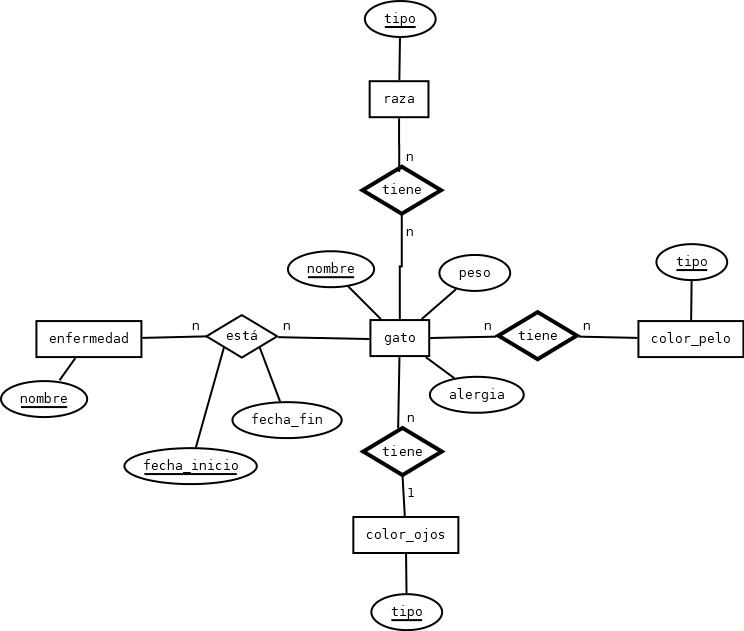 tipo
raza
n
tiene
n
nombre
peso
tipo
enfermedad
n
está
n
gato
n
tiene
n
color_pelo
nombre
fecha_fin
alergia
n
tiene
fecha_inicio
1
color_ojos
tipo